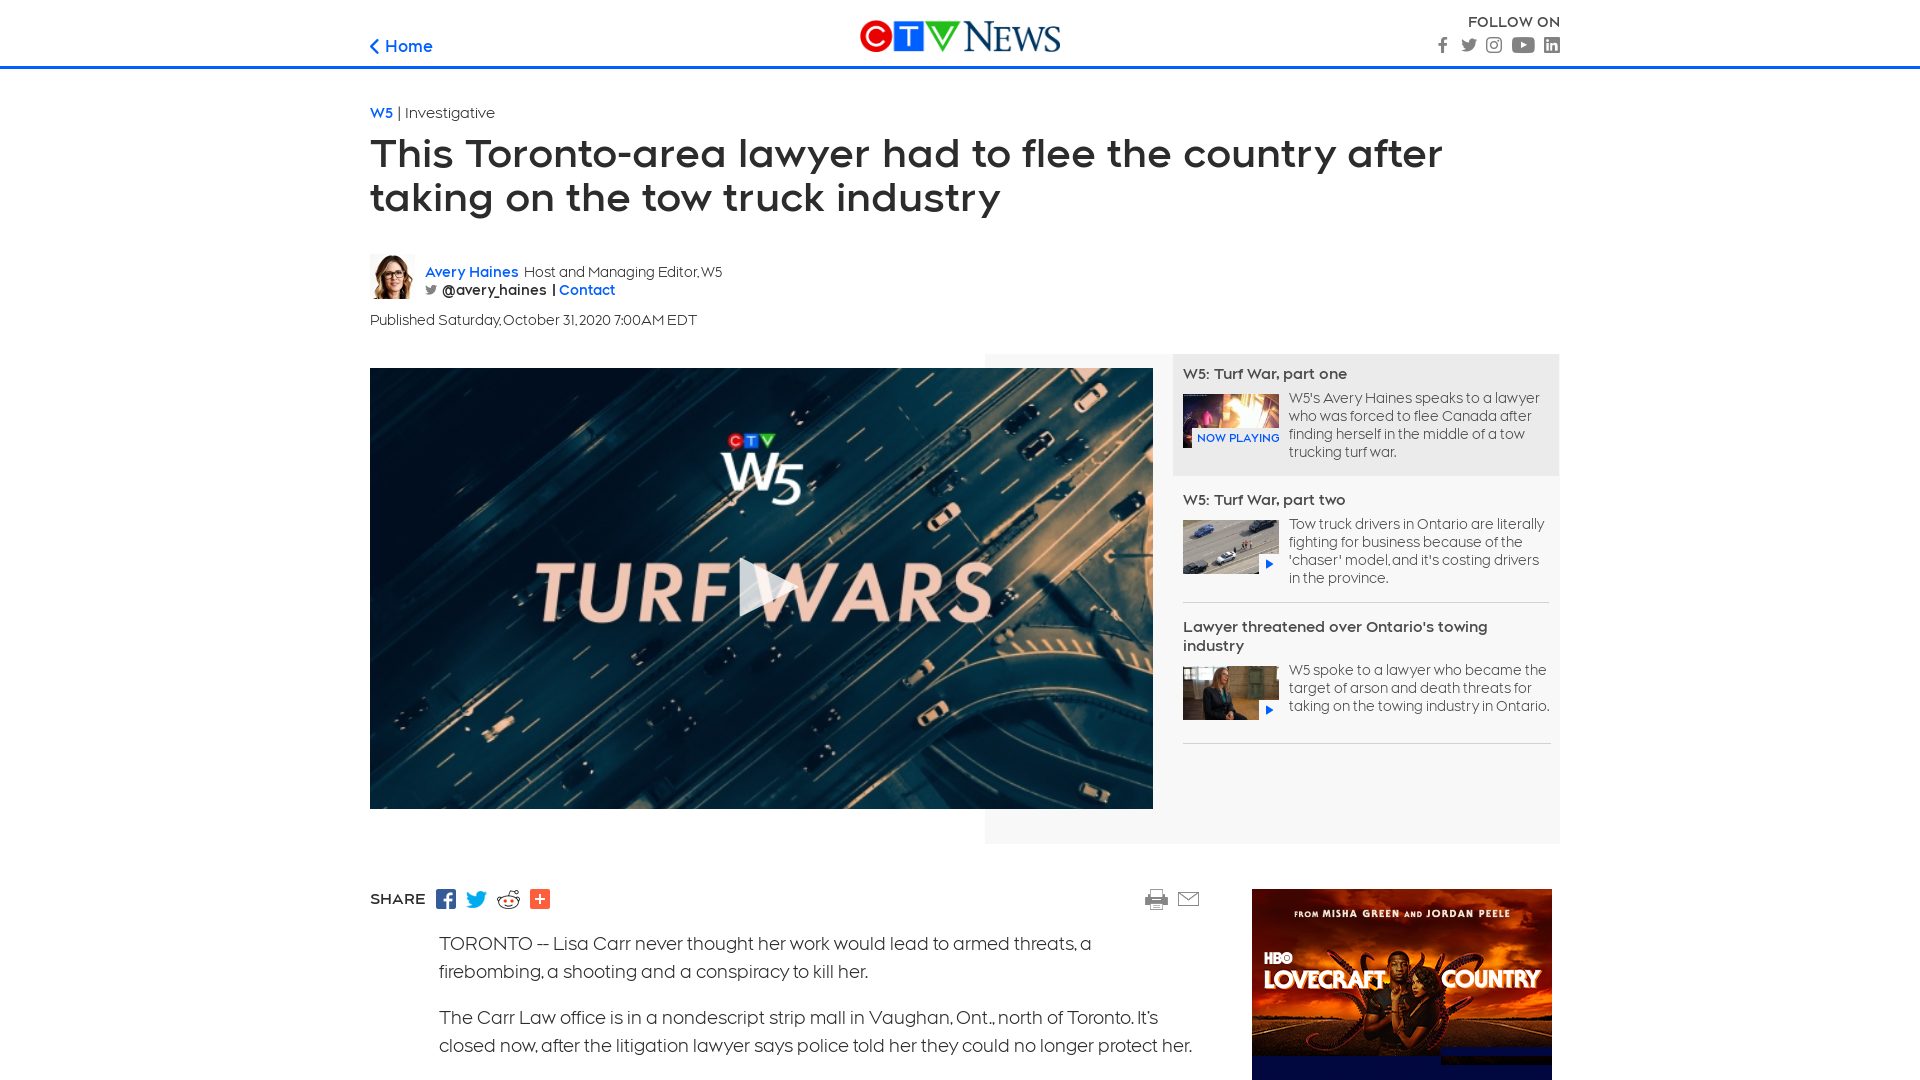 Home
CTV NEWS
FOLLOW ON
W5 | Investigative
This Toronto-area lawyer had to flee the country after
taking on the tow truck industry
Avery Haines Host and Managing Editor, W5
@avery_haines | Contact
Published Saturday, October 31, 2020 7:00AM EDT
CTV
W5
TURF WARS
W5: Turf War, part one
W5's Avery Haines speaks to a lawyer
who was forced to flee Canada after
finding herself in the middle of a tow
trucking turf war.
NOW PLAYING
W5: Turf War, part two
Tow truck drivers in Ontario are literally
fighting for business because of the
'chaser' model, and it's costing drivers
in the province.
Lawyer threatened over Ontario's towing
industry
W5 spoke to a lawyer who became the
target of arson and death threats for
taking on the towing industry in Ontario.
SHARE
TORONTO -- Lisa Carr never thought her work would lead to armed threats, a
firebombing, a shooting and a conspiracy to kill her.
The Carr Law office is in a nondescript strip mall in Vaughan, Ont., north of Toronto. It’s
closed now, after the litigation lawyer says police told her they could no longer protect her.
FROM MISHA GREEN AND JORDAN PEELE
HBO
LOVECRAFT COUNTRY